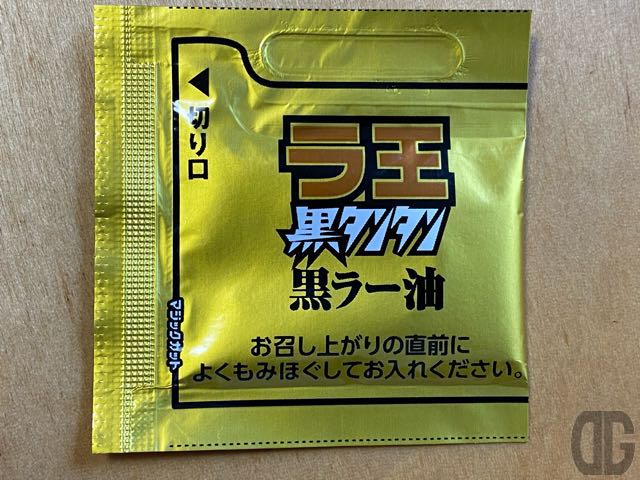 切り口
ラ王
黒タンタン
黒ラー油
お召し上がりの直前に
よくもみほぐしてお入れください。
マジックカット
DG